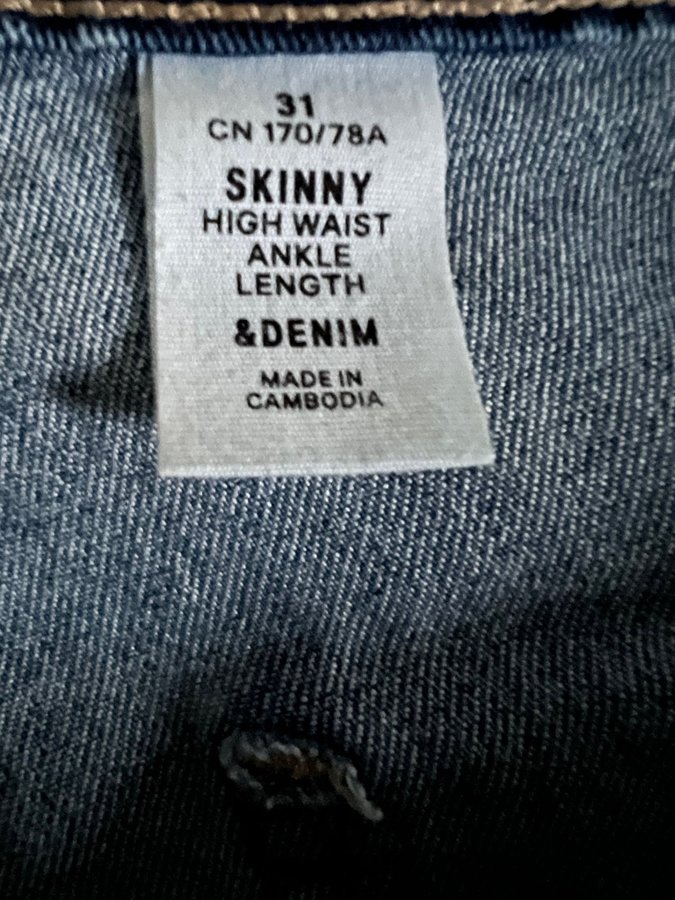 31
CN 170/78A
SKINNY
HIGH WAIST
ANKLE
LENGTH
&DENIM
MADE IN
CAMBODIA